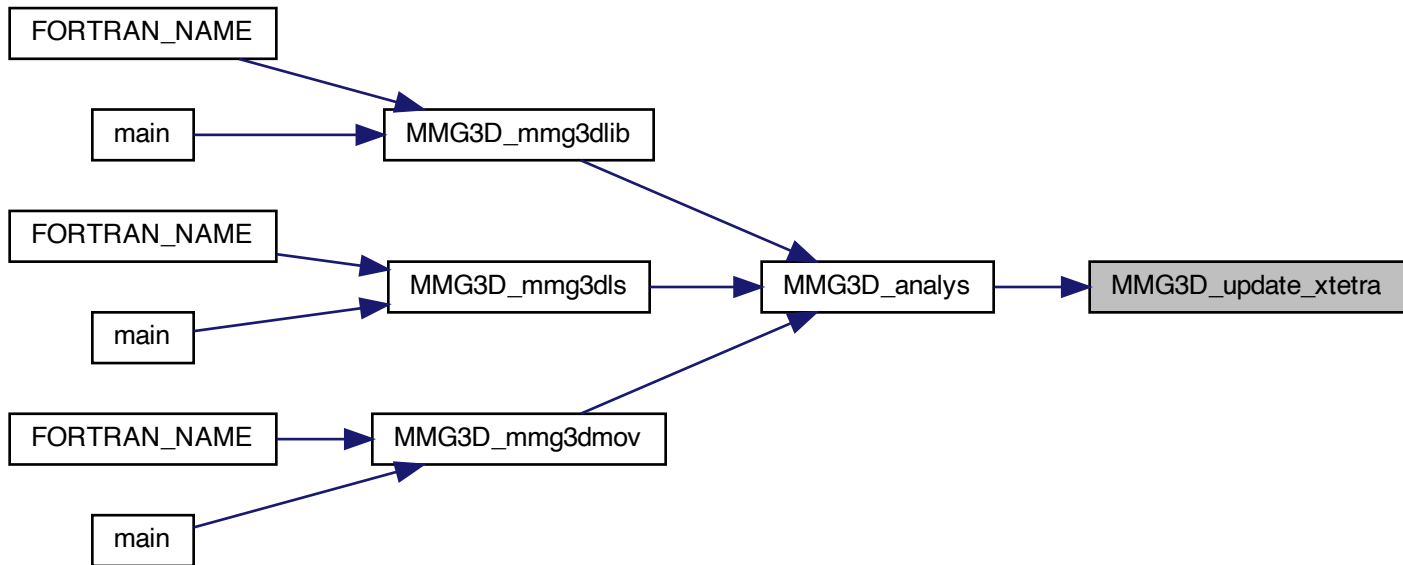 FORTRAN_NAME
main
MMG3D_mmg3dlib
FORTRAN_NAME
main
MMG3D_mmg3dls
MMG3D_analys
MMG3D_update_xtetra
FORTRAN_NAME
main
MMG3D_mmg3dmov